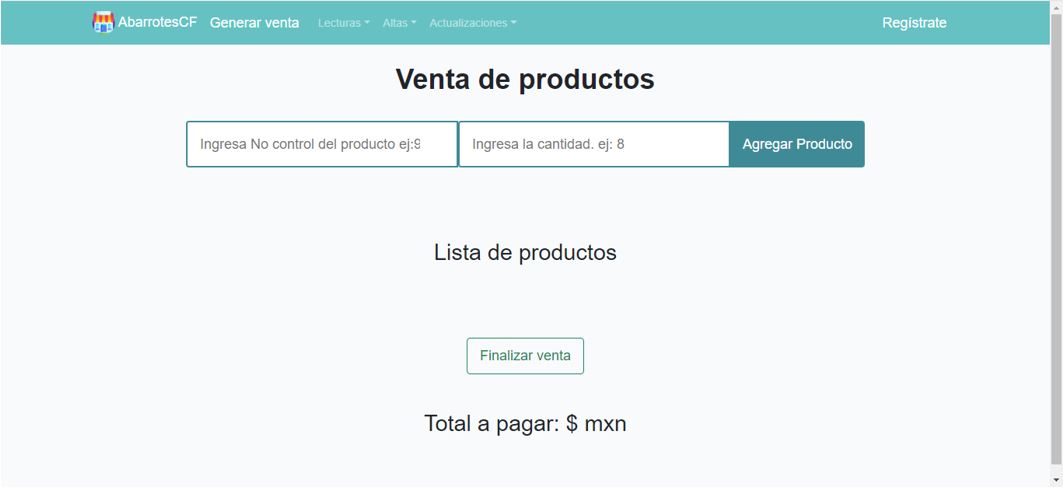 AbarrotesCF Generar venta Lecturas Altas Actualizaciones Regístrate
Venta de productos
Ingresa No control del producto ej:9 Ingresa la cantidad. ej: 8 Agregar Producto
Lista de productos
Finalizar venta
Total a pagar: $ mxn